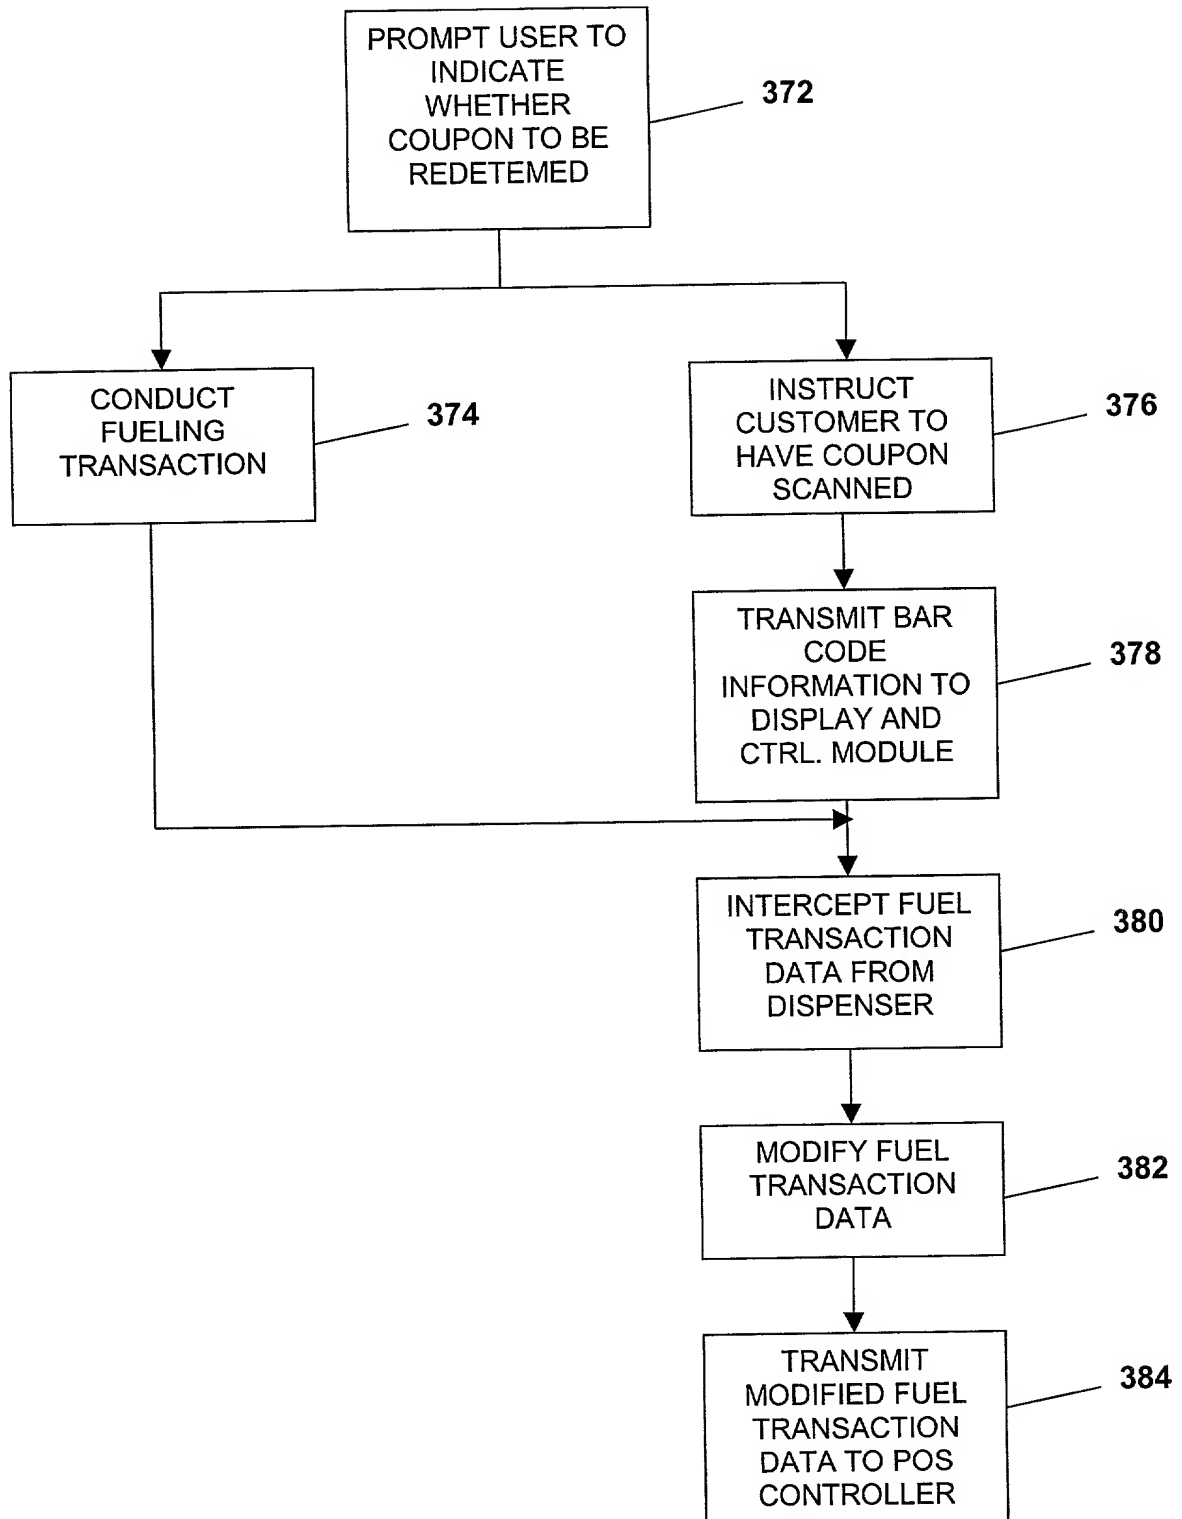 PROMPT USER TO
INDICATE
WHETHER
COUPON TO BE
REDETEMED
372
CONDUCT
FUELING
TRANSACTION
374
INSTRUCT
CUSTOMER TO
HAVE COUPON
SCANNED
376
TRANSMIT BAR
CODE
INFORMATION TO
DISPLAY AND
CTRL. MODULE
378
INTERCEPT FUEL
TRANSACTION
DATA FROM
DISPENSER
380
MODIFY FUEL
TRANSACTION
DATA
382
TRANSMIT
MODIFIED FUEL
TRANSACTION
DATA TO POS
CONTROLLER
384